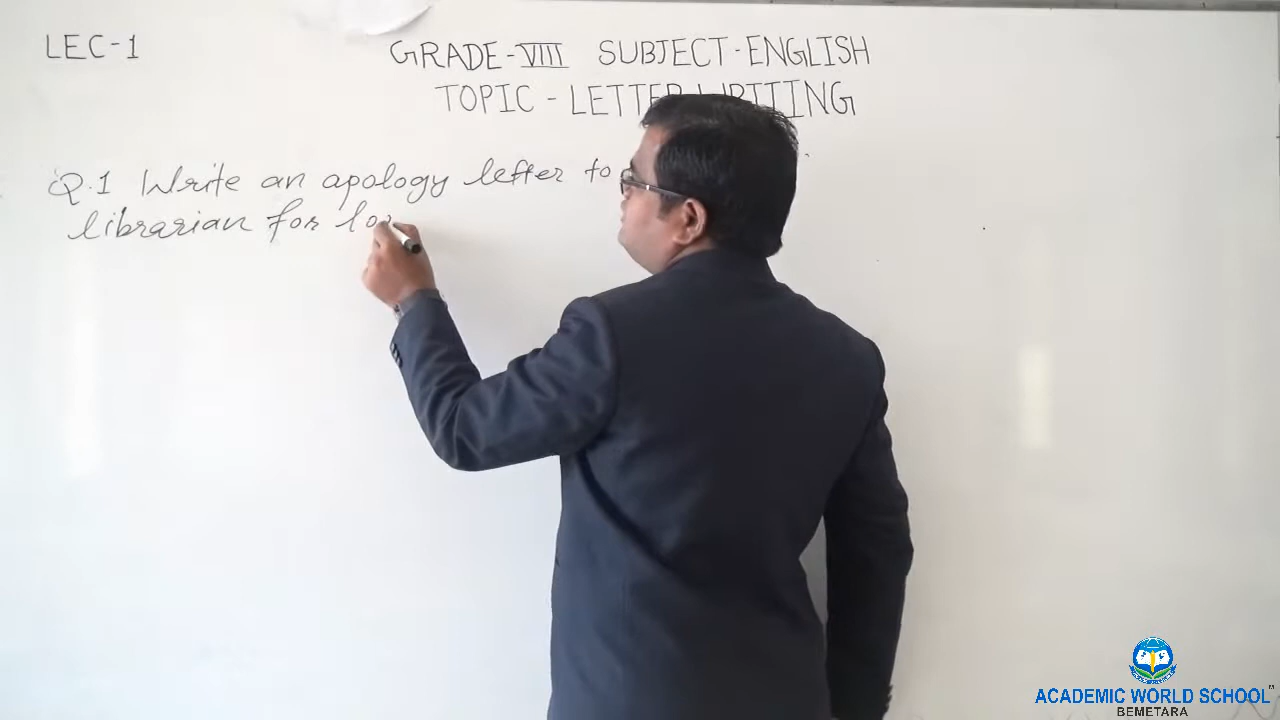 LEC-1
GRADE-VIII SUBJECT-ENGLISH
TOPIC - LETTER WRITING
Q.1 Write an apology letter to
librarian for
ACADEMIC WORLD SCHOOL
BEMETARA